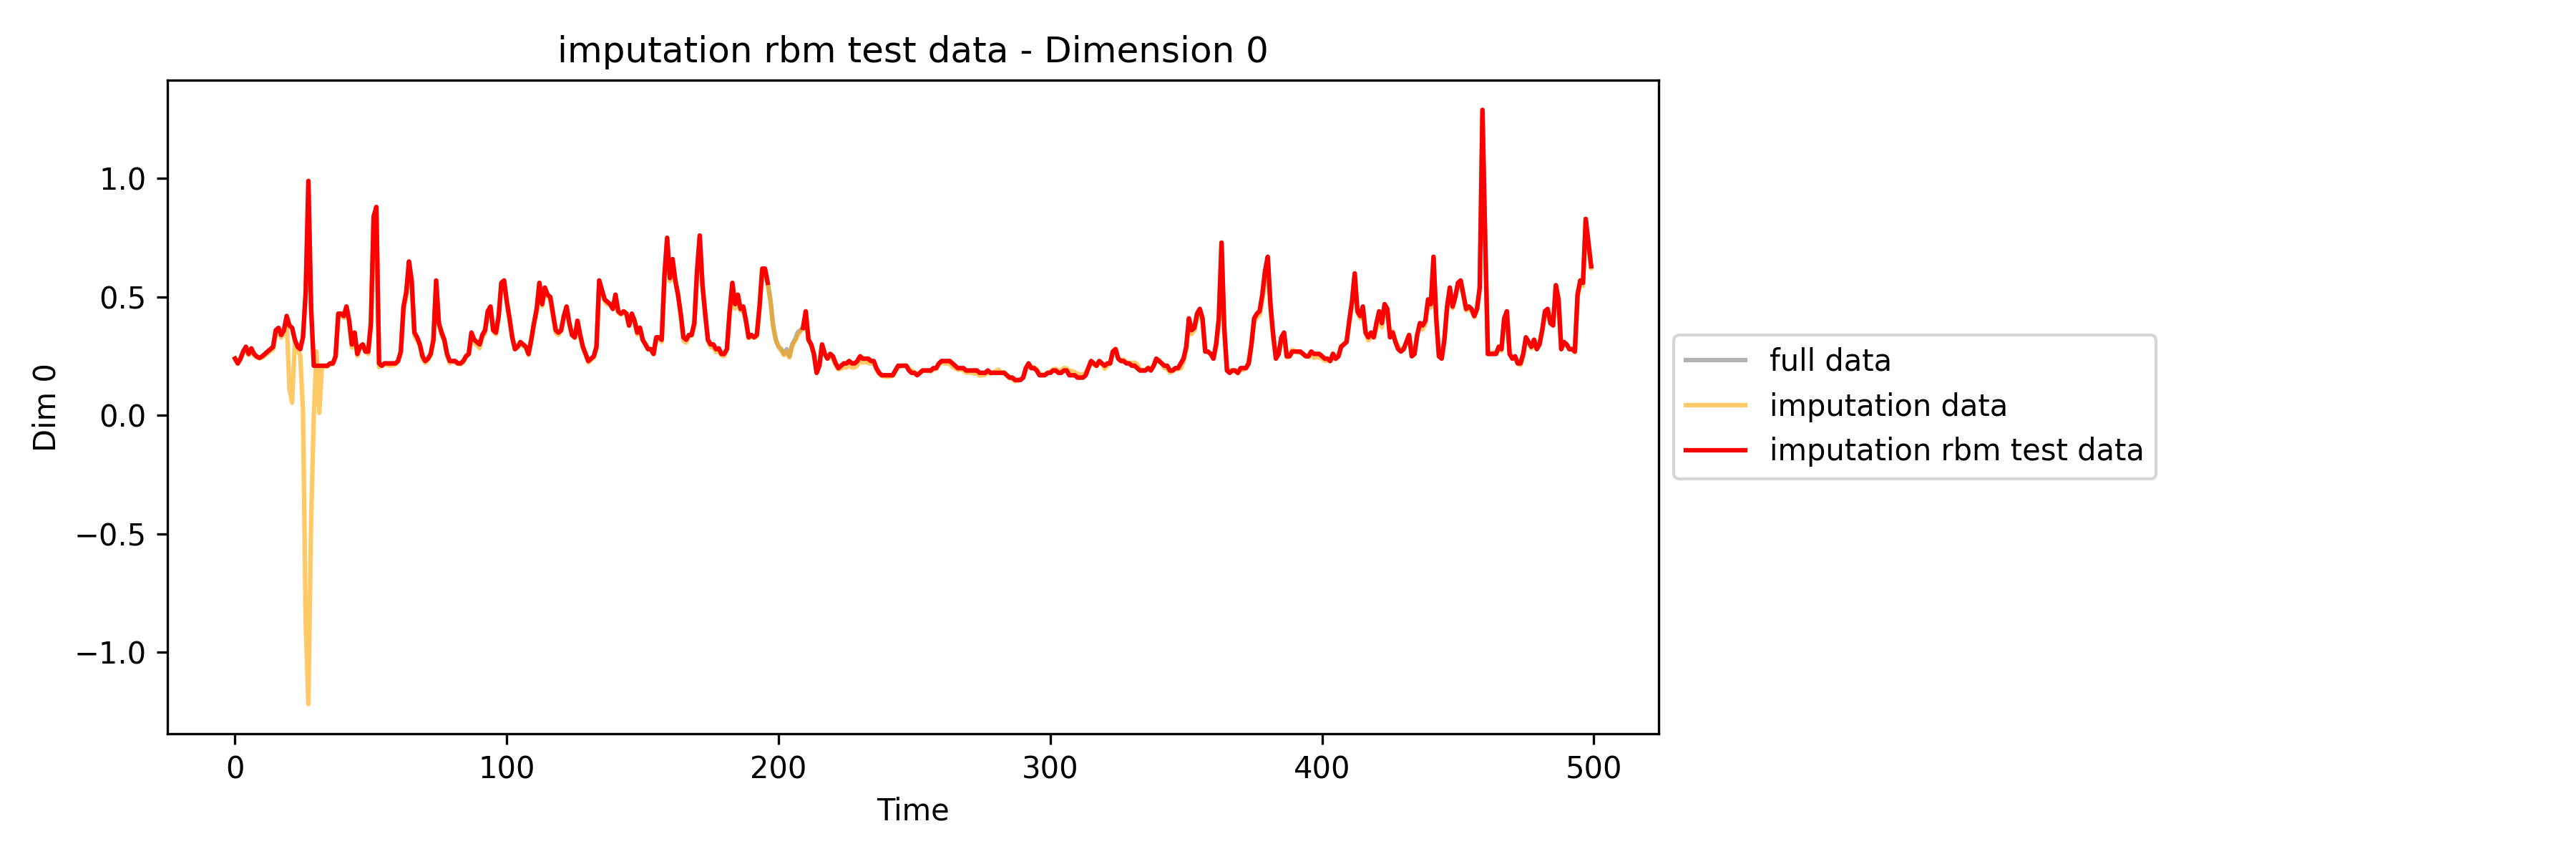 imputation rbm test data - Dimension 0
1.0
0.5
0.0
−0.5
−1.0
Dim 0
0 100 200 300 400 500
Time
full data
imputation data
imputation rbm test data